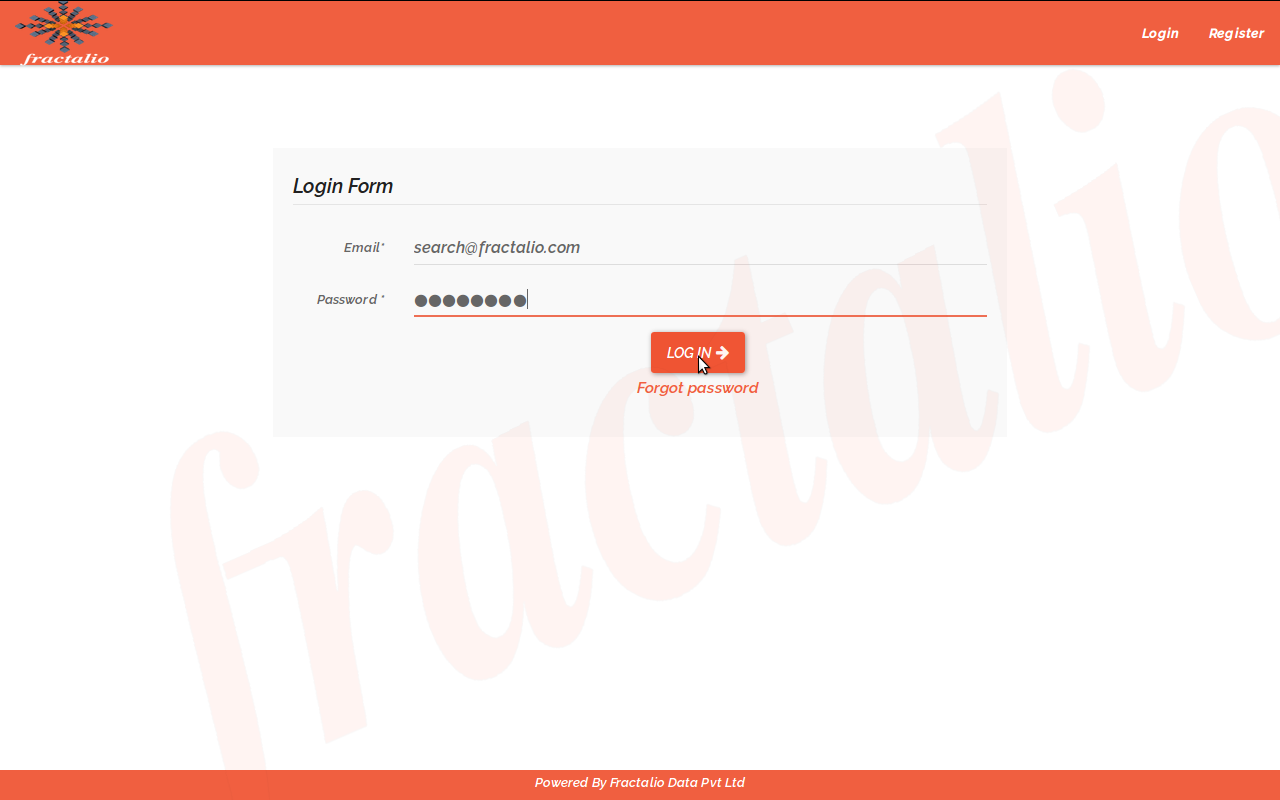 fractalio
Login Register
Login Form
Email* search@fractalio.com
Password * ●●●●●●●●
LOG IN
Forgot password
fractalio
Powered By Fractalio Data Pvt Ltd